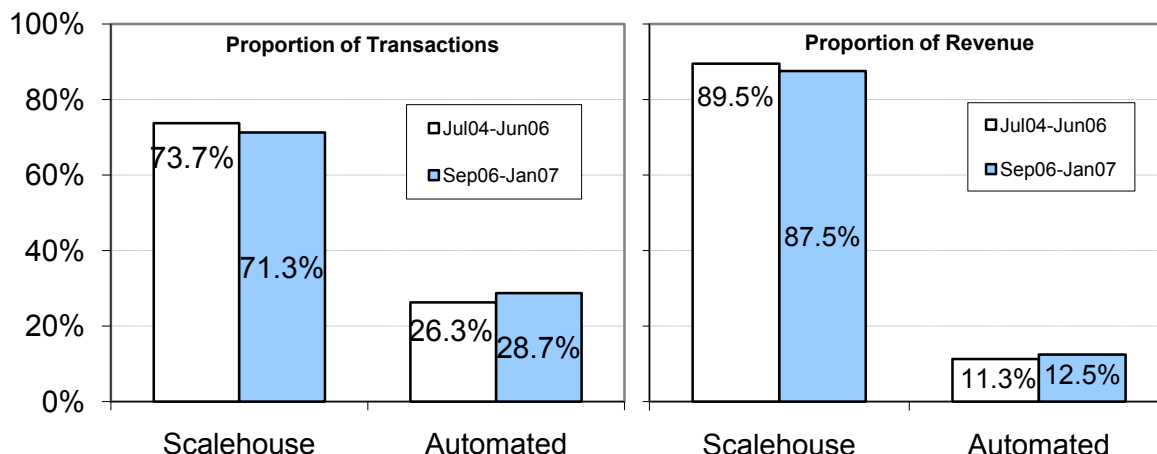 100%
80%
60%
40%
20%
0%
Proportion of Transactions
Jul04-Jun06
Sep06-Jan07
73.7%
71.3%
26.3%
28.7%
Scalehouse
Automated
Proportion of Revenue
Jul04-Jun06
Sep06-Jan07
89.5%
87.5%
11.3%
12.5%
Scalehouse
Automated